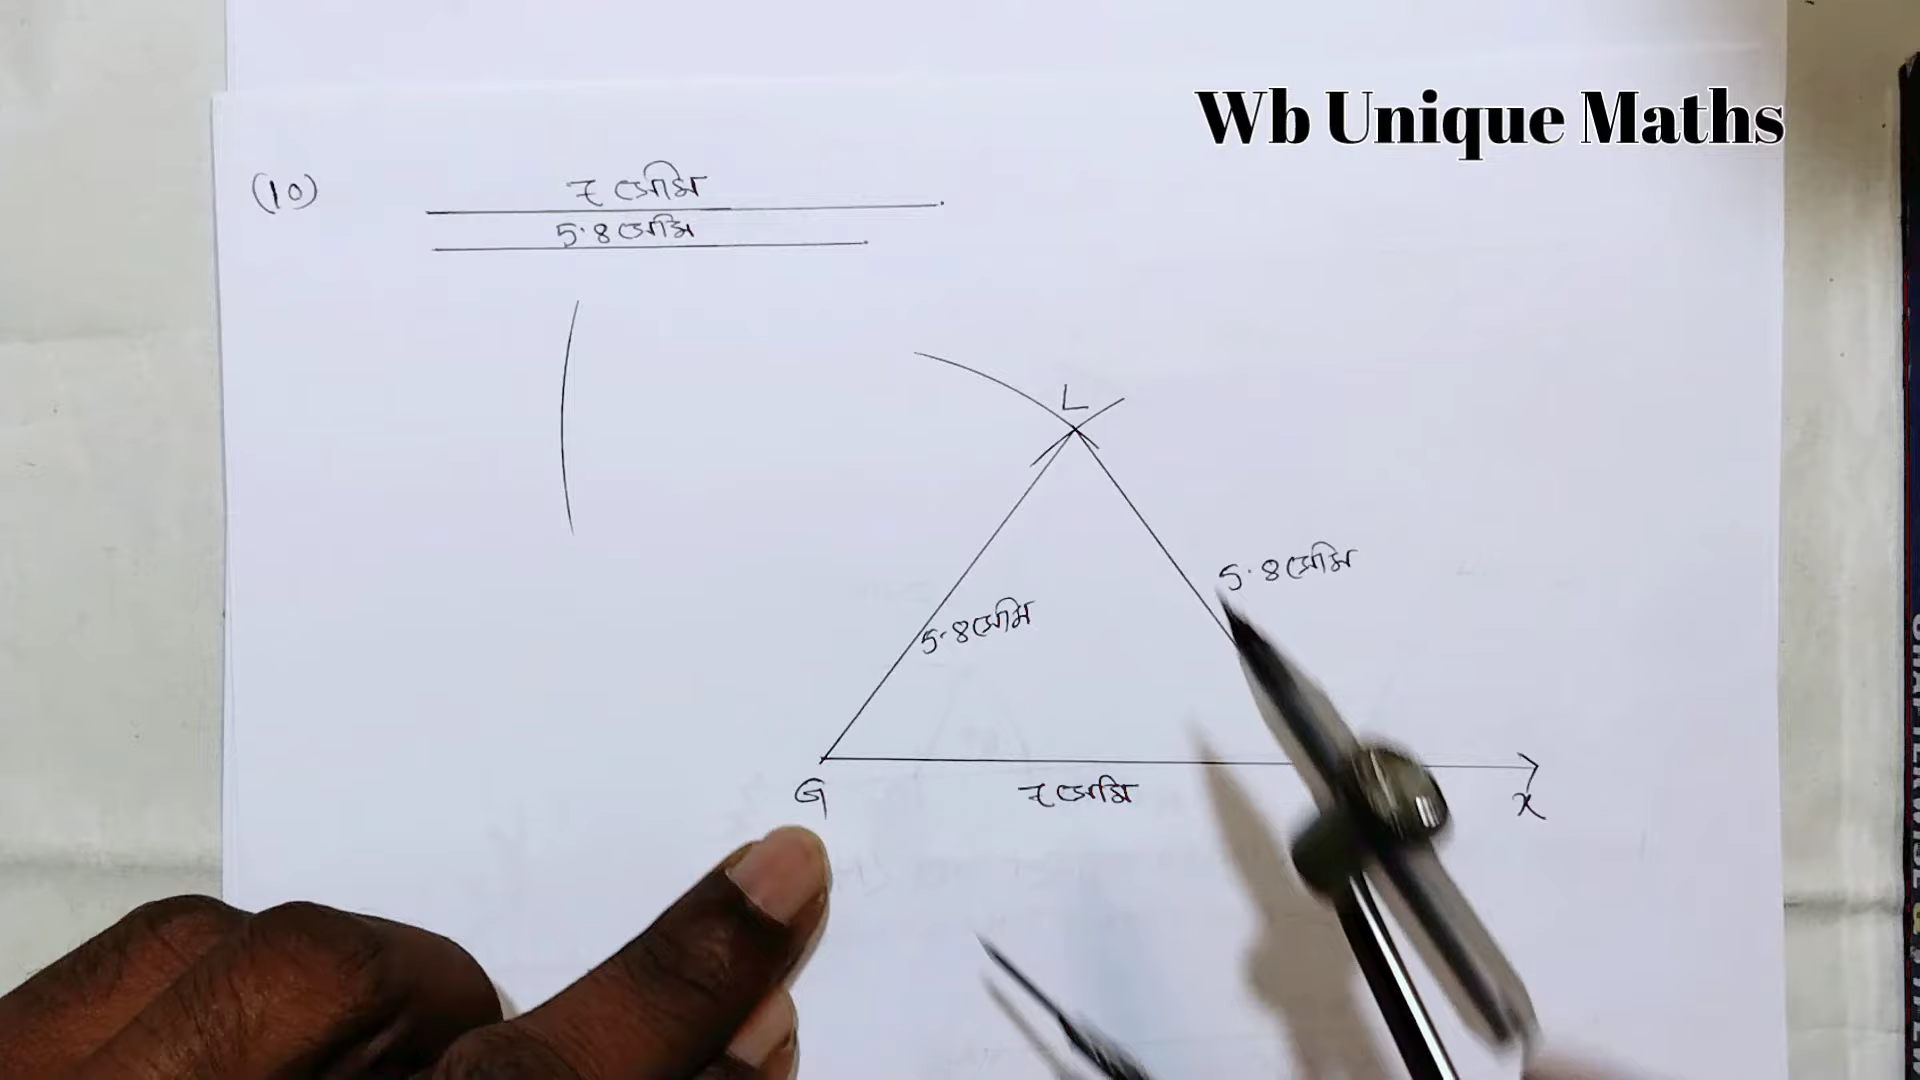 Wb Unique Maths
(10)
7 সেমি
5.8 সেমি
L
5.8 সেমি
5.8 সেমি
G
7 সেমি
x